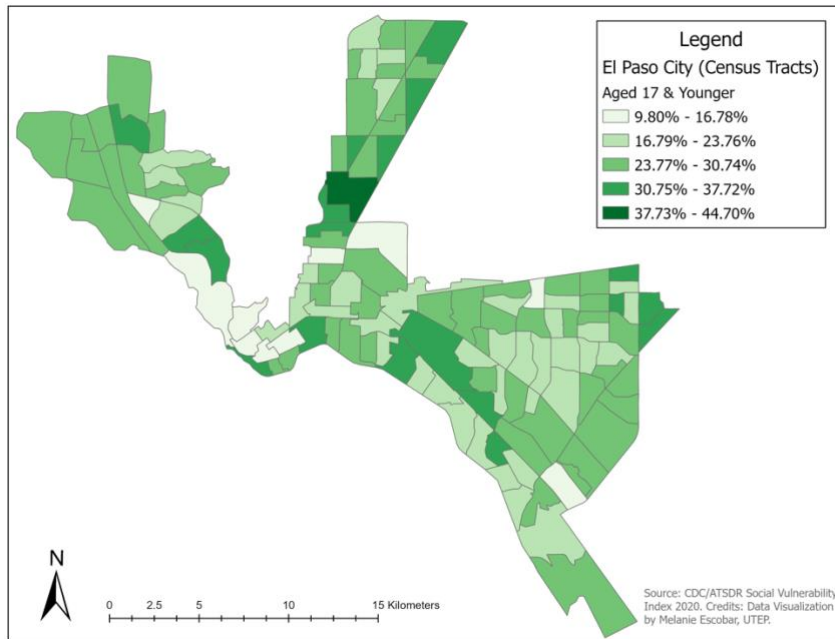 Legend
El Paso City (Census Tracts)
Aged 17 & Younger
9.80% - 16.78%
16.79% - 23.76%
23.77% - 30.74%
30.75% - 37.72%
37.73% - 44.70%
N
0 2.5 5 10 15 Kilometers
Source: CDC/ATSDR Social Vulnerability
Index 2020. Credits: Data Visualization
by Melanie Escobar, UTEP.